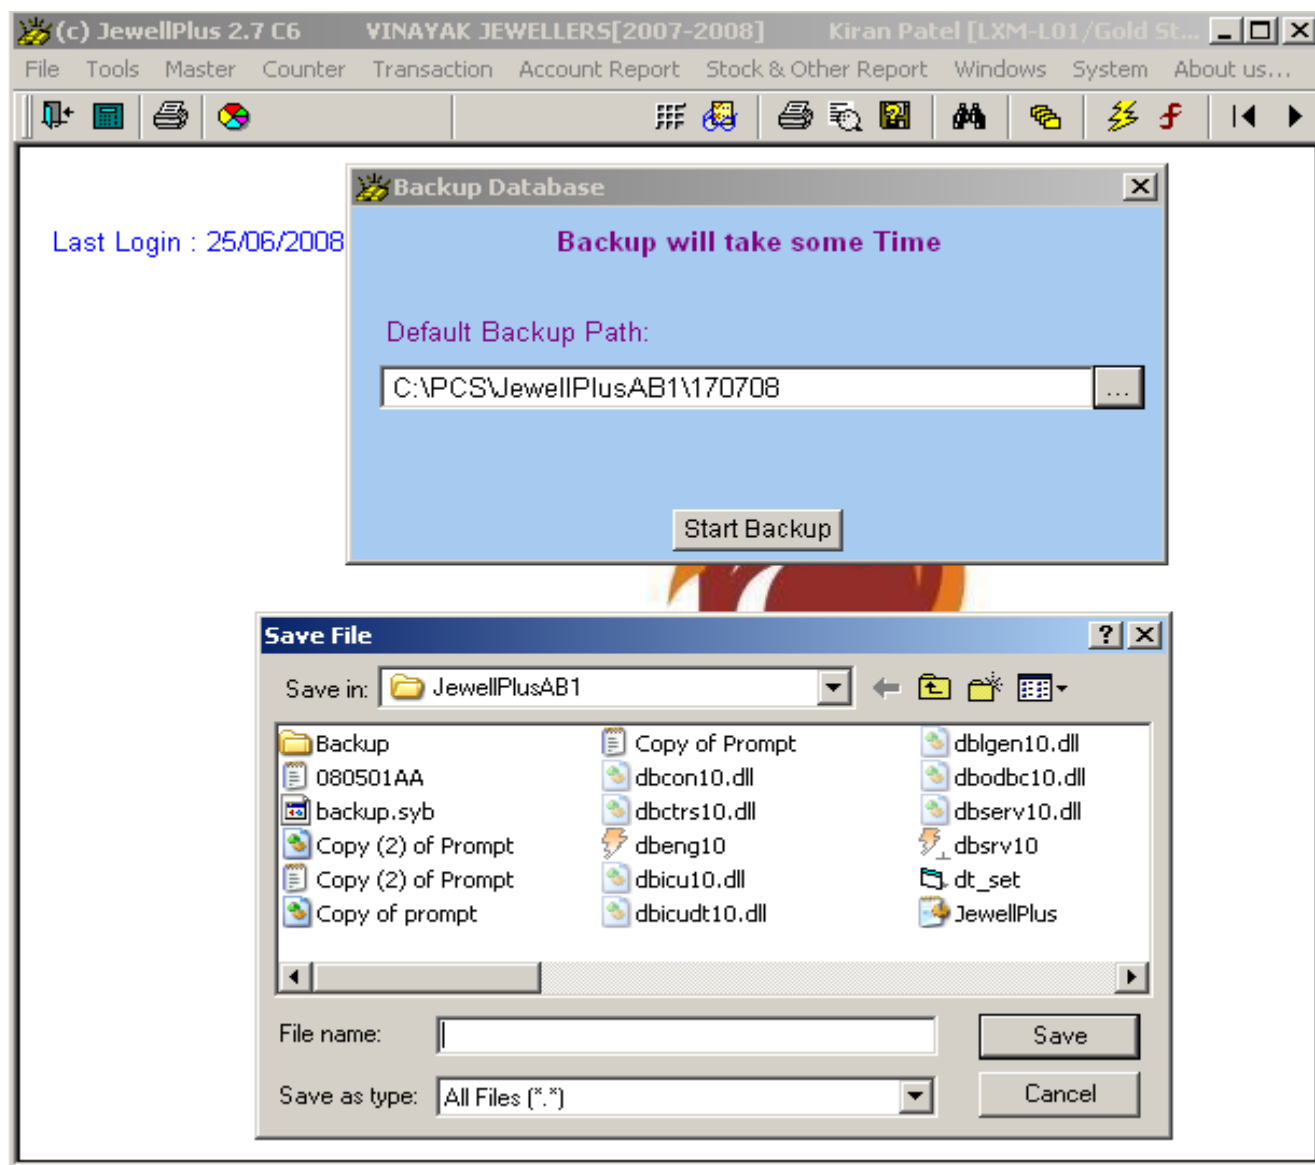 (c) JewellPlus 2.7 C6 VINAYAK JEWELLERS[2007-2008] Kiran Patel [LXM-L01/Gold St...
File Tools Master Counter Transaction Account Report Stock & Other Report Windows System About us...
Backup Database
Last Login : 25/06/2008
Backup will take some Time
Default Backup Path:
C:\PCS\JewellPlusAB1\170708
...
Start Backup
Save File
Save in: JewellPlusAB1
Backup Copy of Prompt dblgen10.dll
080501AA dbcon10.dll dbodbc10.dll
backup.syb dbctrs10.dll dbserv10.dll
Copy (2) of Prompt dbeng10 dbsrv10
Copy (2) of Prompt dbicu10.dll dt_set
Copy of prompt dbicudt10.dll JewellPlus
File name: Save
Save as type: All Files (*.*) Cancel